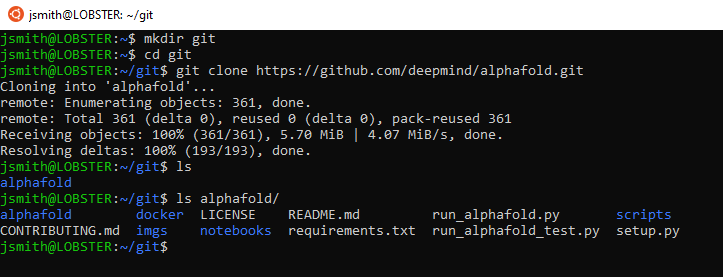 jsmith@LOBSTER: ~/git
jsmith@LOBSTER:~$ mkdir git
jsmith@LOBSTER:~$ cd git
jsmith@LOBSTER:~/git$ git clone https://github.com/deepmind/alphafold.git
Cloning into 'alphafold'...
remote: Enumerating objects: 361, done.
remote: Total 361 (delta 0), reused 0 (delta 0), pack-reused 361
Receiving objects: 100% (361/361), 5.70 MiB | 4.07 MiB/s, done.
Resolving deltas: 100% (193/193), done.
jsmith@LOBSTER:~/git$ ls
alphafold
jsmith@LOBSTER:~/git$ ls alphafold/
alphafold docker LICENSE README.md run_alphafold.py scripts
CONTRIBUTING.md imgs notebooks requirements.txt run_alphafold_test.py setup.py
jsmith@LOBSTER:~/git$